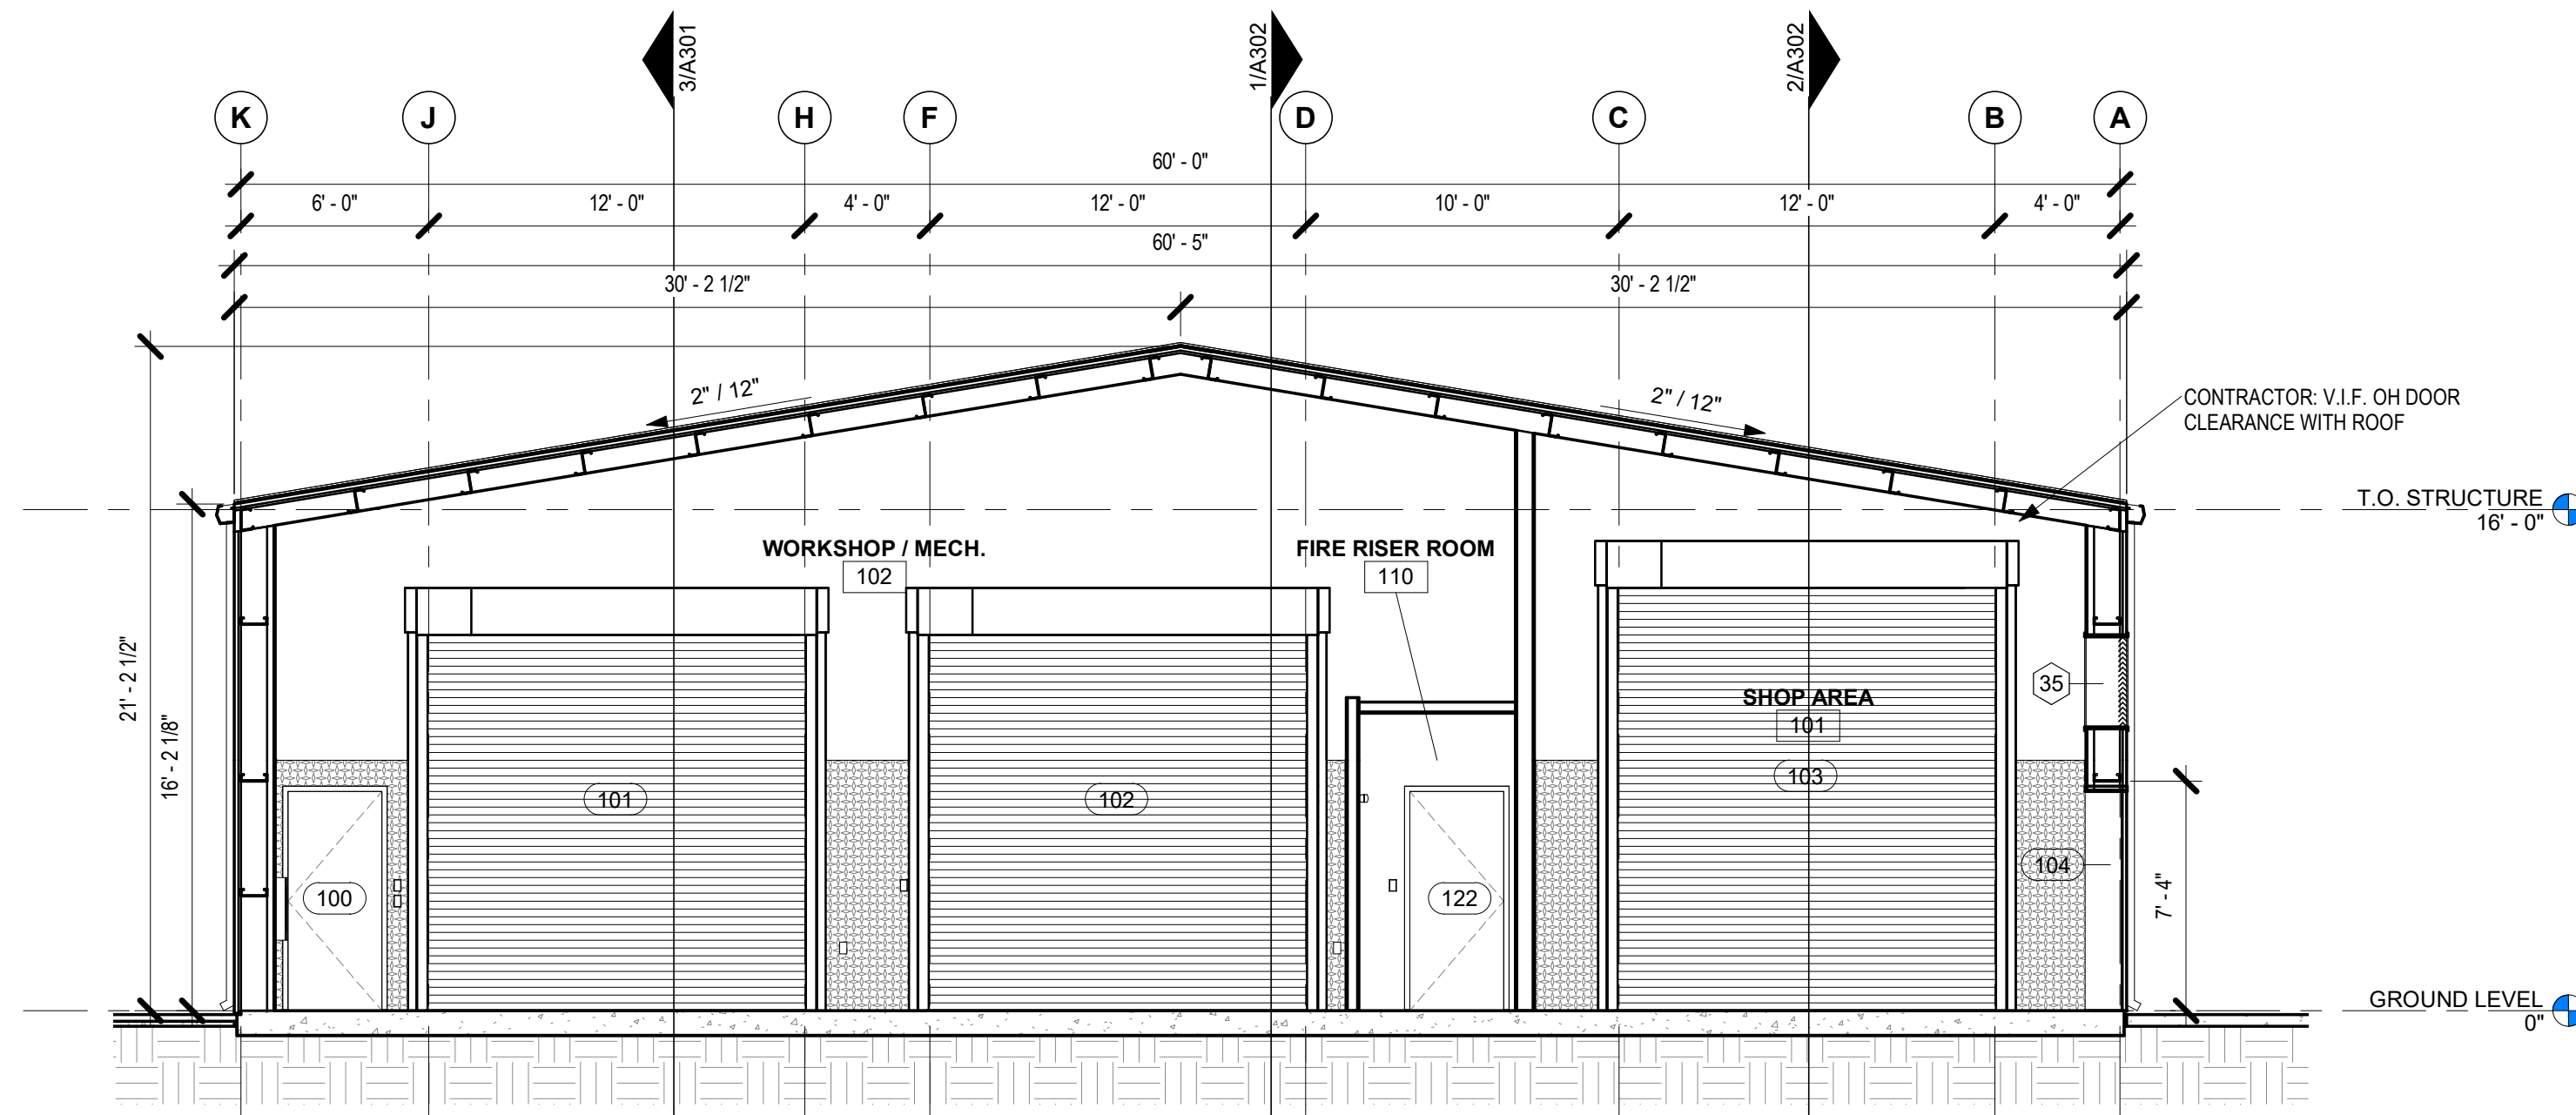 3/A301
1/A302
2/A302
K J H F D C B A
60' - 0"
6' - 0" 12' - 0" 4' - 0" 12' - 0" 10' - 0" 12' - 0" 4' - 0"
60' - 5"
30' - 2 1/2" 30' - 2 1/2"
2" / 12" 2" / 12"
CONTRACTOR: V.I.F. OH DOOR
CLEARANCE WITH ROOF
T.O. STRUCTURE
16' - 0"
WORKSHOP / MECH.
102
FIRE RISER ROOM
110
21' - 2 1/2"
16' - 2 1/8"
SHOP AREA
101
35
101
102
103
104
100
122
7' - 4"
GROUND LEVEL
0"